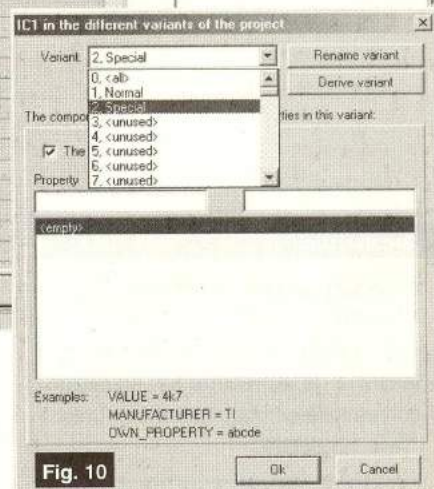 IC1 in the different variants of the project
Variant: 2, Special
Rename variant
0, <all>
Derive variant
1, Normal
2, Special
The compo ties in this variant:
3, <unused>
4, <unused>
The 5, <unused>
6, <unused>
Property 7, <unused>
<empty>
Examples: VALUE = 4k7
MANUFACTURER = TI
OWN_PROPERTY = abcde
Fig. 10
Ok
Cancel